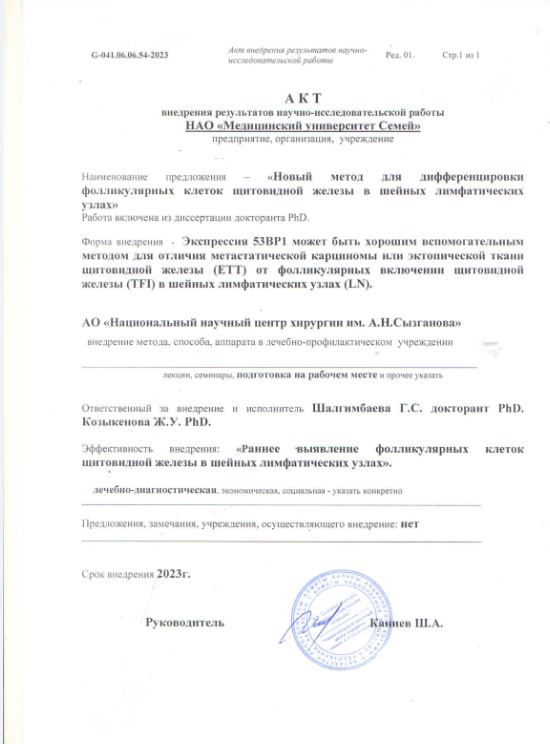 G-041.06.06.54-2023
Акт внедрения результатов научно-
исследовательской работы
Ред. 01.
Стр.1 из 1
А К Т
внедрения результатов научно-исследовательской работы
НАО «Медицинский университет Семей»
предприятие, организация, учреждение
Наименование предложения – «Новый метод для дифференцировки
фолликулярных клеток щитовидной железы в шейных лимфатических
узлах»
Работа включена из диссертации докторанта PhD.
Форма внедрения - Экспрессия 53BP1 может быть хорошим вспомогательным
методом для отличия метастатической карциномы или эктопической ткани
щитовидной железы (ЕТТ) от фолликулярных включении щитовидной
железы (TFI) в шейных лимфатических узлах (LN).
АО «Национальный научный центр хирургии им. А.Н.Сызганова»
внедрение метода, способа, аппарата в лечебно-профилактическом учреждении
лекции, семинары, подготовка на рабочем месте и прочее указать
Ответственный за внедрение и исполнитель Шалгимбаева Г.С. докторант PhD.
Козыкенова Ж.У. PhD.
Эффективность внедрения: «Раннее выявление фолликулярных клеток
щитовидной железы в шейных лимфатических узлах».
лечебно-диагностическая, экономическая, социальная - указать конкретно
Предложения, замечания, учреждения, осуществляющего внедрение: нет
Срок внедрения 2023г.
Руководитель
Каниев Ш.А.